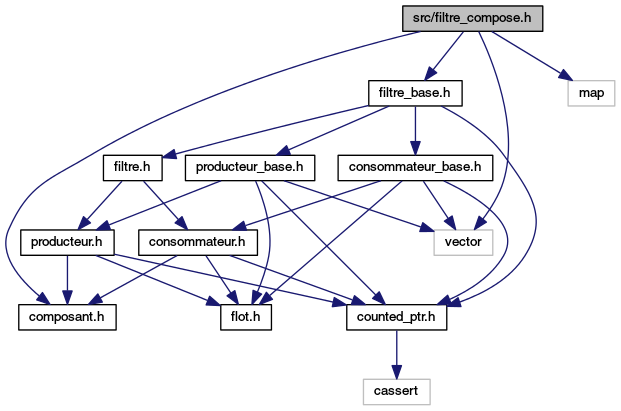 src/filtre_compose.h
filtre_base.h
map
filtre.h
producteur_base.h
consommateur_base.h
producteur.h
consommateur.h
vector
composant.h
flot.h
counted_ptr.h
cassert